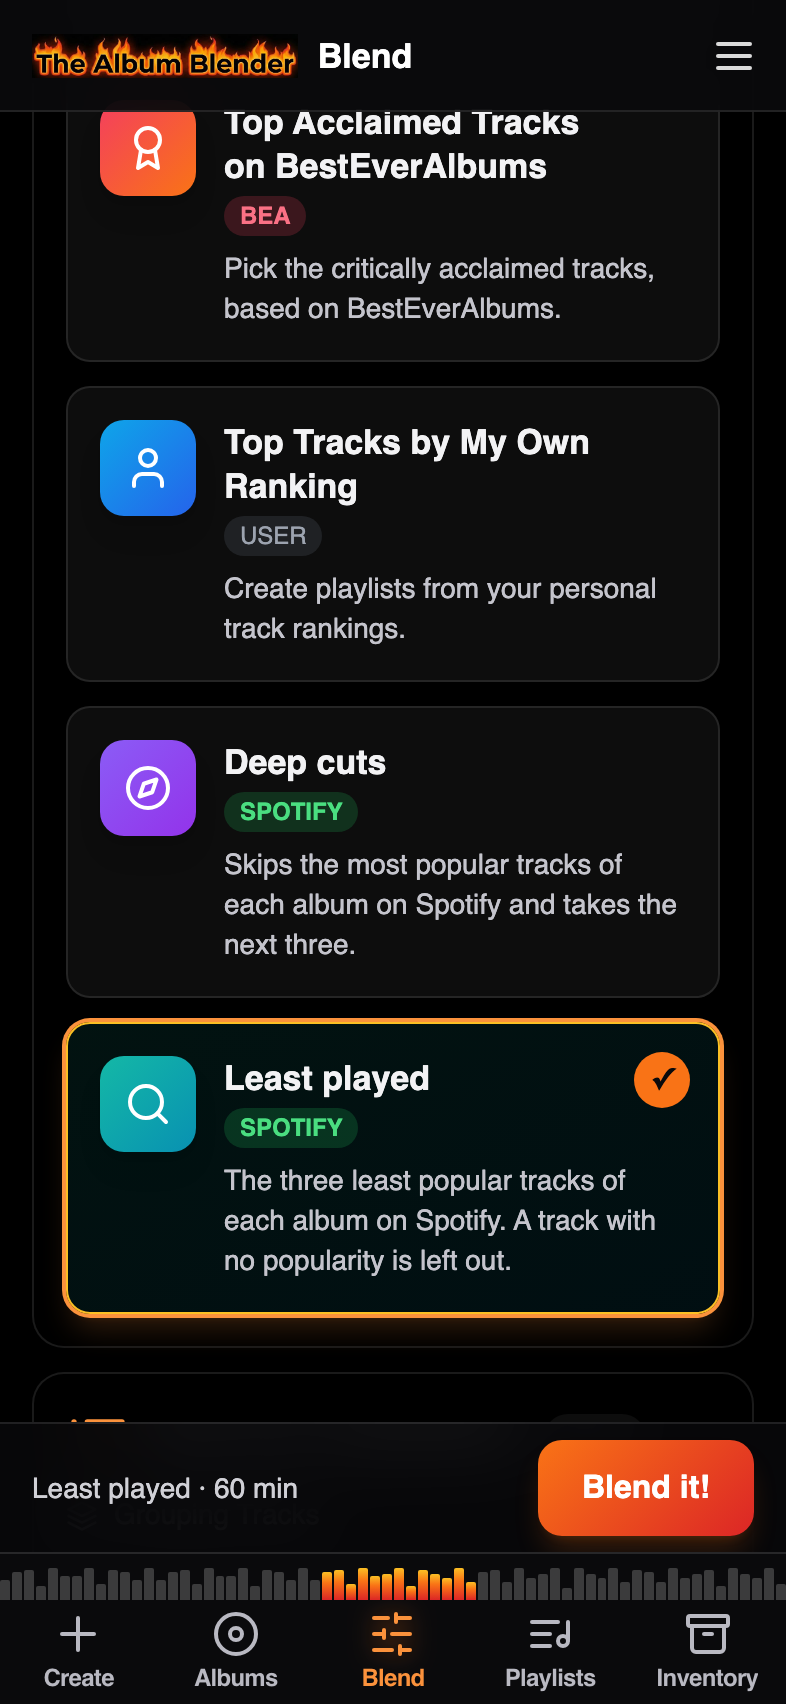 The Album Blender
Blend
Top Acclaimed Tracks
on BestEverAlbums
BEA
Pick the critically acclaimed tracks,
based on BestEverAlbums.
Top Tracks by My Own
Ranking
USER
Create playlists from your personal
track rankings.
Deep cuts
SPOTIFY
Skips the most popular tracks of
each album on Spotify and takes the
next three.
Least played
SPOTIFY
The three least popular tracks of
each album on Spotify. A track with
no popularity is left out.
Least played · 60 min
Blend it!
Grouping Tracks
Create
Albums
Blend
Playlists
Inventory